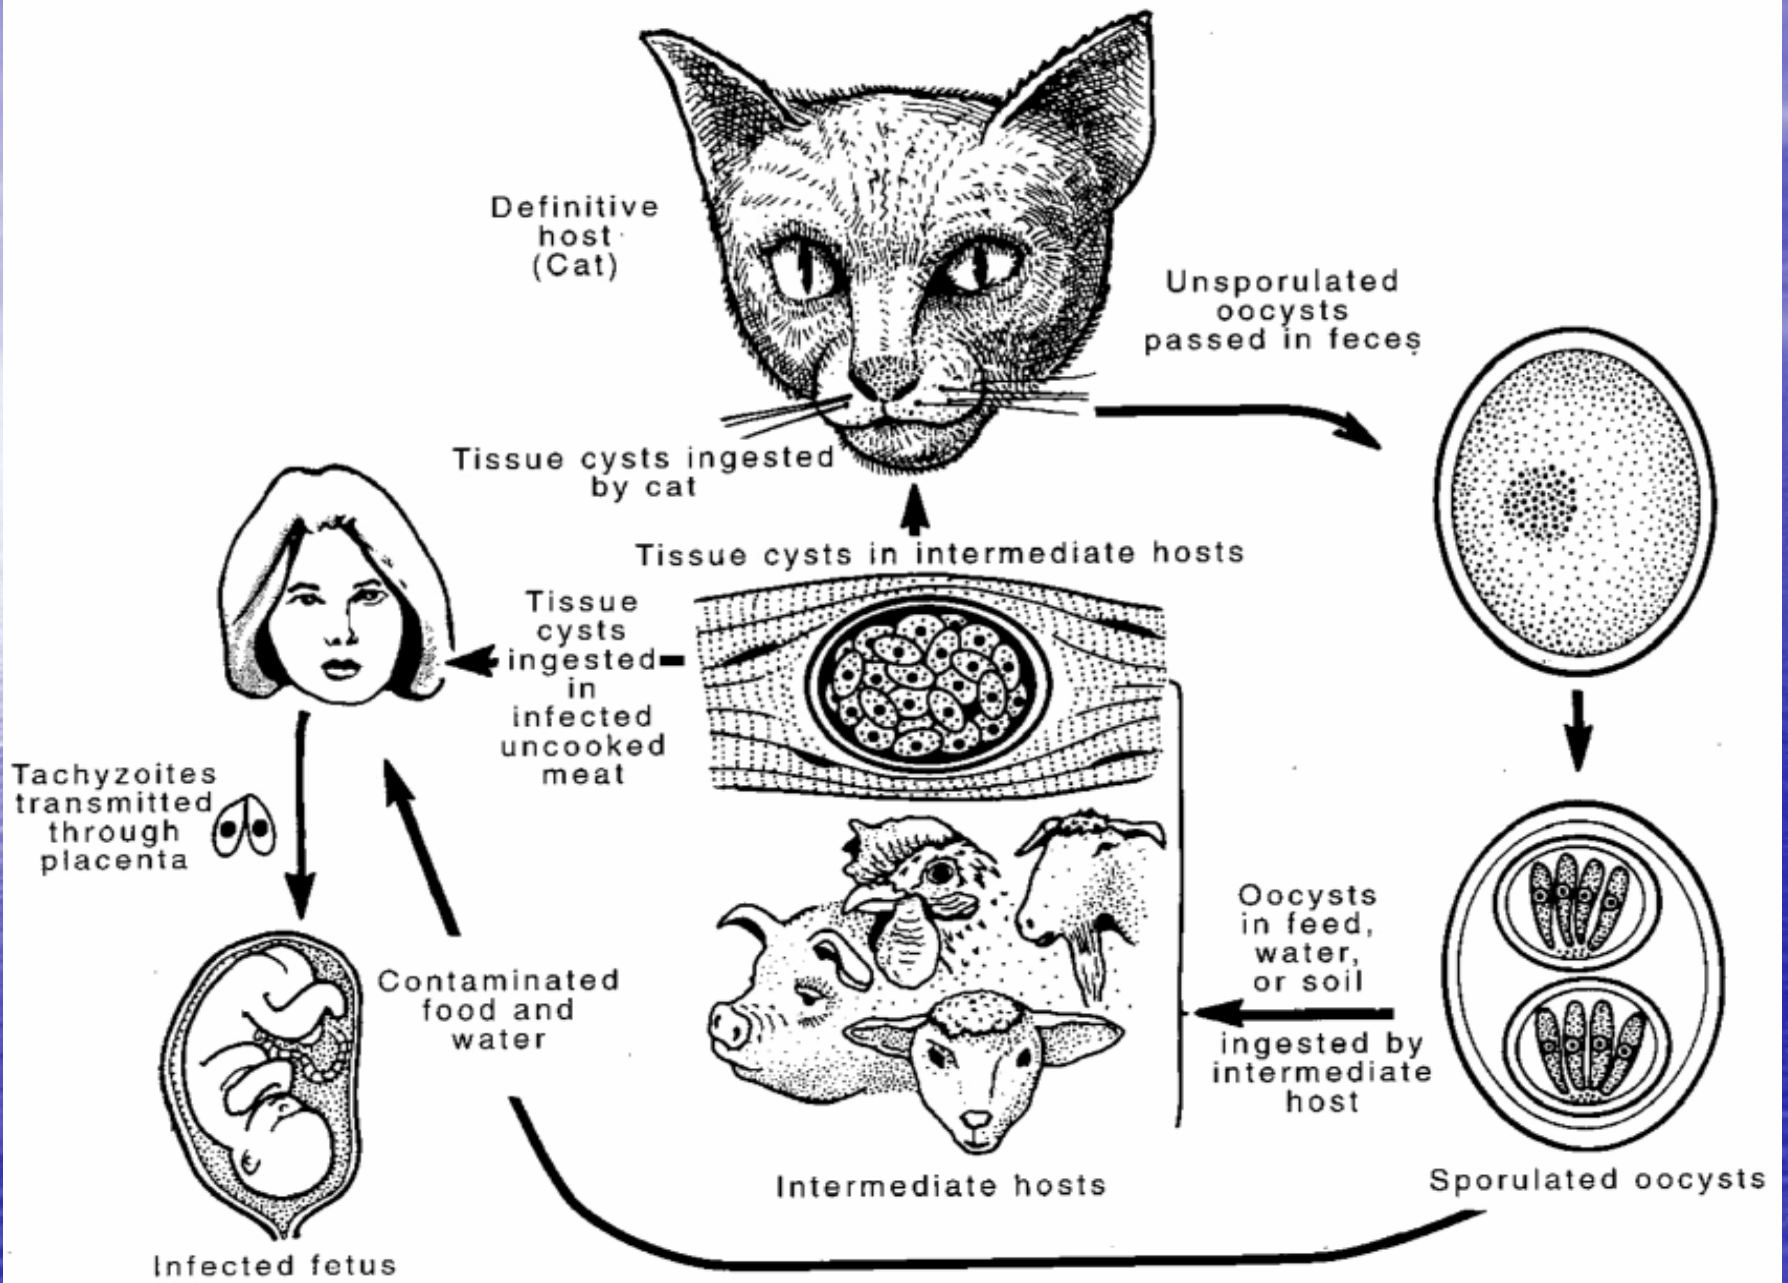 Definitive
host
(Cat)
Unsporulated
oocysts
passed in feces
Tissue cysts ingested
by cat
Tissue cysts in intermediate hosts
Tissue
cysts
ingested
in
infected
uncooked
meat
Tachyzoites
transmitted
through
placenta
Oocysts
in feed,
water,
or soil
ingested by
intermediate
host
Contaminated
food and
water
Intermediate hosts
Sporulated oocysts
Infected fetus